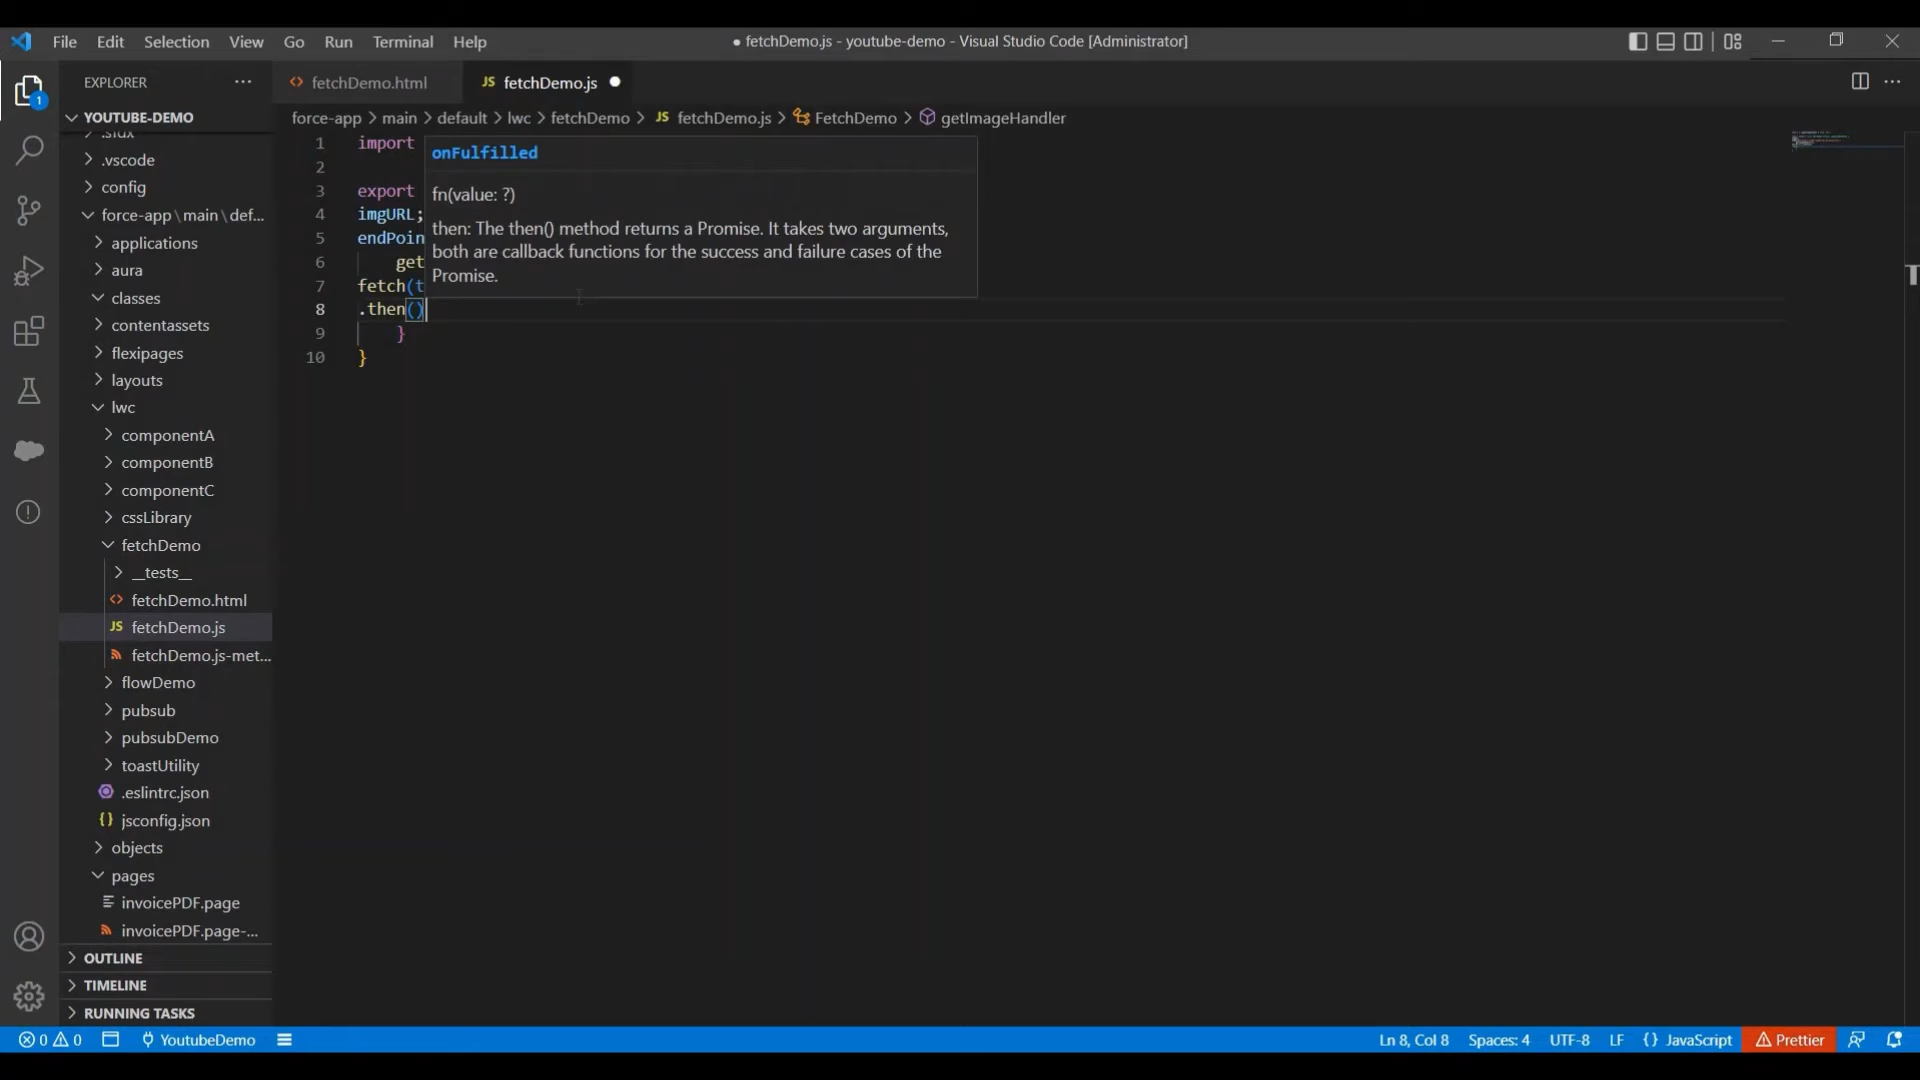 File Edit Selection View Go Run Terminal Help
● fetchDemo.js - youtube-demo - Visual Studio Code [Administrator]
EXPLORER ···
fetchDemo.html
JS fetchDemo.js ●
1
YOUTUBE-DEMO
force-app > main > default > lwc > fetchDemo > JS fetchDemo.js > FetchDemo > getImageHandler
.sfdx
.vscode
config
force-app\main\def...
applications
aura
classes
contentassets
flexipages
layouts
lwc
componentA
componentB
componentC
cssLibrary
fetchDemo
__tests__
fetchDemo.html
JS fetchDemo.js
fetchDemo.js-met...
flowDemo
pubsub
pubsubDemo
toastUtility
.eslintrc.json
{} jsconfig.json
objects
pages
invoicePDF.page
invoicePDF.page-...
OUTLINE
TIMELINE
RUNNING TASKS
1 import
2
3 export
4 imgURL;
5 endPoin
6 get
7 fetch(t
8 .then()
9 }
10 }
onFulfilled
fn(value: ?)
then: The then() method returns a Promise. It takes two arguments,
both are callback functions for the success and failure cases of the
Promise.
0 0 YoutubeDemo
Ln 8, Col 8 Spaces: 4 UTF-8 LF {} JavaScript Prettier